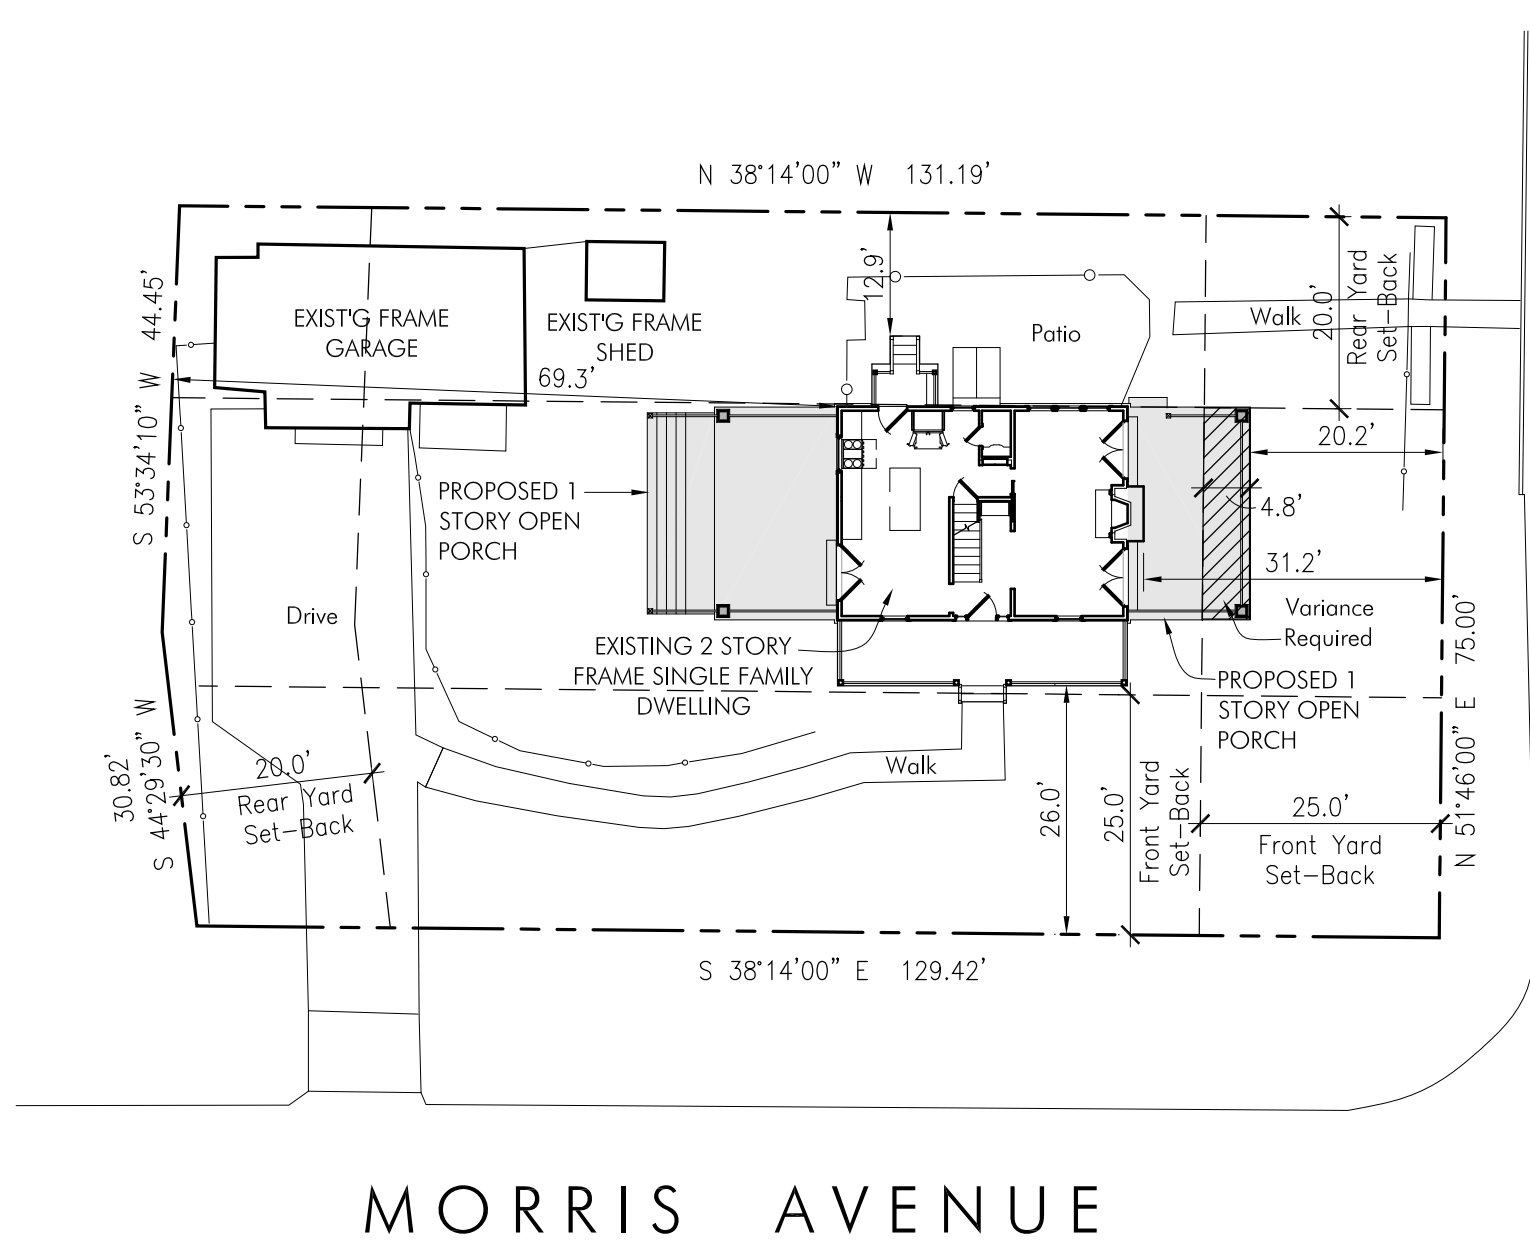 N 38°14'00" W 131.19'
S 53°34'10" W 44.45'
EXIST'G FRAME
GARAGE
EXIST'G FRAME
SHED
69.3'
12.9'
Patio
Walk
20.0'
Rear Yard
Set-Back
20.2'
4.8'
31.2'
Variance
Required
PROPOSED 1
STORY OPEN
PORCH
Drive
EXISTING 2 STORY
FRAME SINGLE FAMILY
DWELLING
PROPOSED 1
STORY OPEN
PORCH
N 51°46'00" E 75.00'
30.82'
S 44°29'30" W
20.0'
Rear Yard
Set-Back
Walk
26.0'
25.0'
Front Yard
Set-Back
25.0'
Front Yard
Set-Back
S 38°14'00" E 129.42'
MORRIS AVENUE